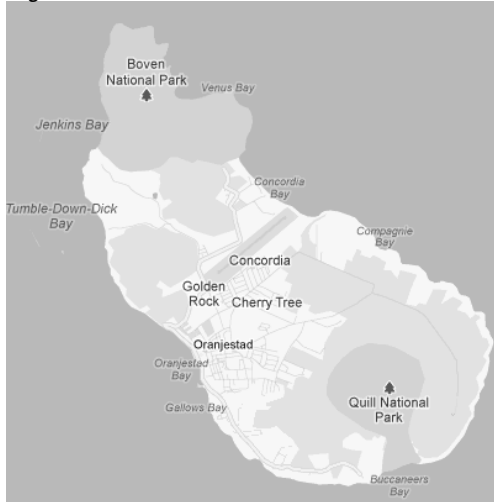 Boven
National Park
Venus Bay
Jenkins Bay
Concordia
Bay
Tumble-Down-Dick
Bay
Compagnie
Bay
Concordia
Golden
Rock
Cherry Tree
Oranjestad
Oranjestad
Bay
Quill National
Park
Gallows Bay
Buccaneers
Bay